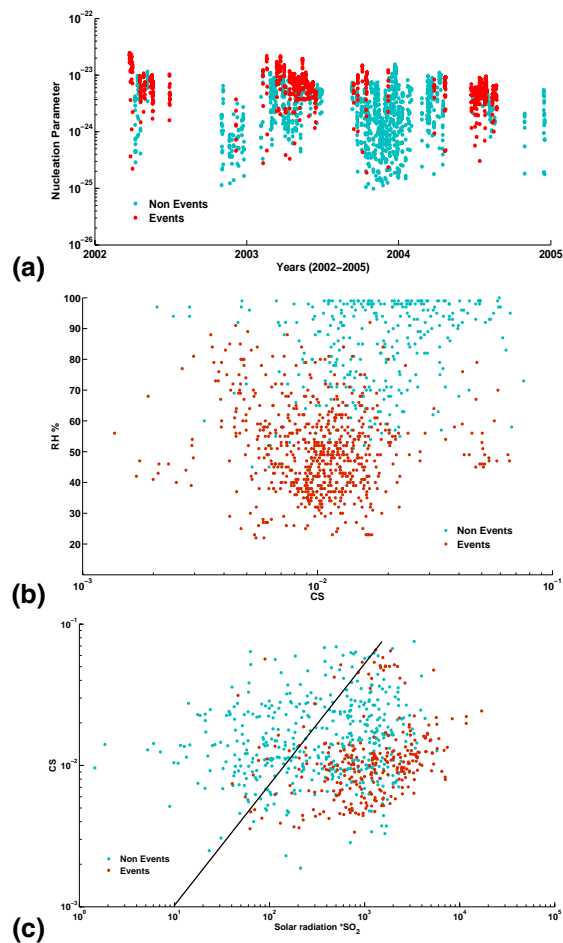 10^−22
10^−23
10^−24
10^−25
10^−26
Nucleation Parameter
Non Events
Events
2002 2003 2004 2005
Years (2002−2005)
(a)
100
90
80
70
60
50
40
30
20
RH %
Non Events
Events
10^−3 10^−2 10^−1
CS
(b)
10^−1
10^−2
10^−3
CS
Non Events
Events
10^0 10^1 10^2 10^3 10^4 10^5
Solar radiation *SO_2
(c)